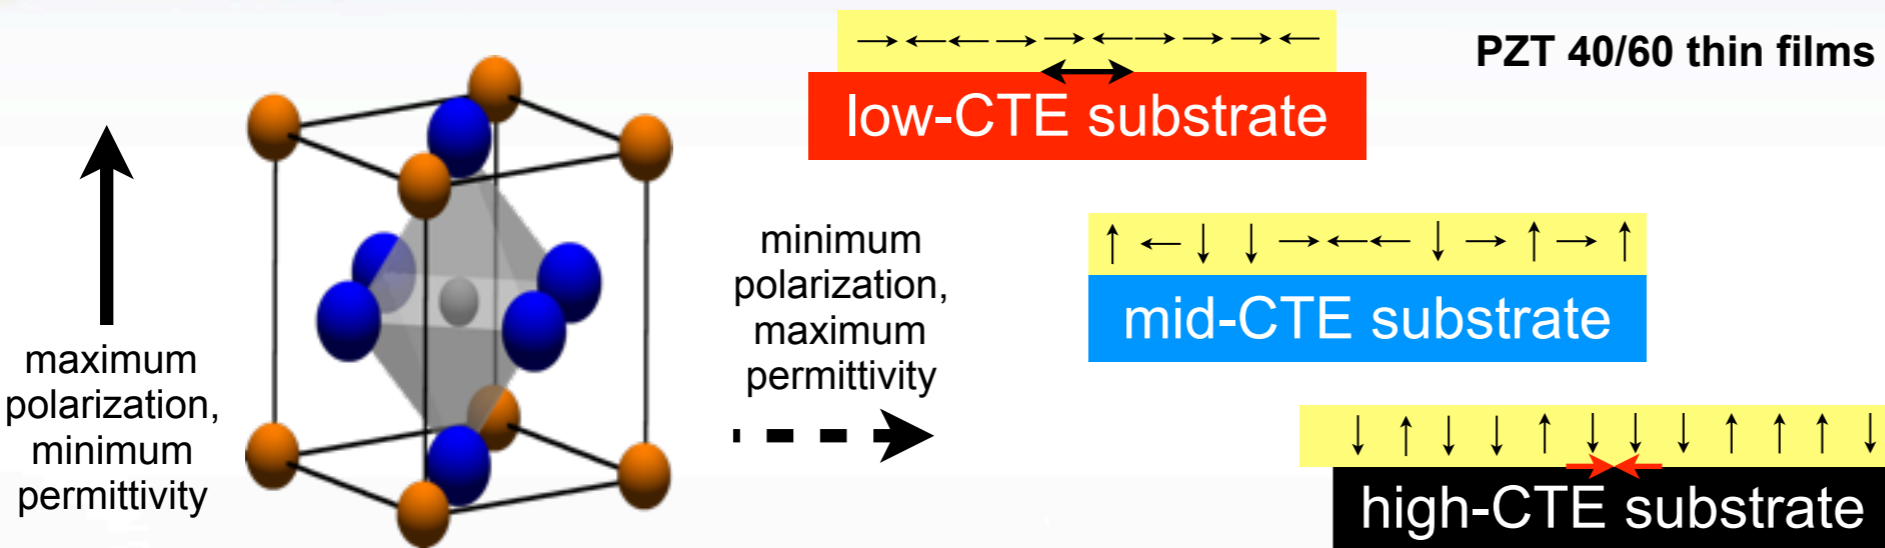 PZT 40/60 thin films
low-CTE substrate
minimum
polarization,
maximum
permittivity
mid-CTE substrate
maximum
polarization,
minimum
permittivity
high-CTE substrate